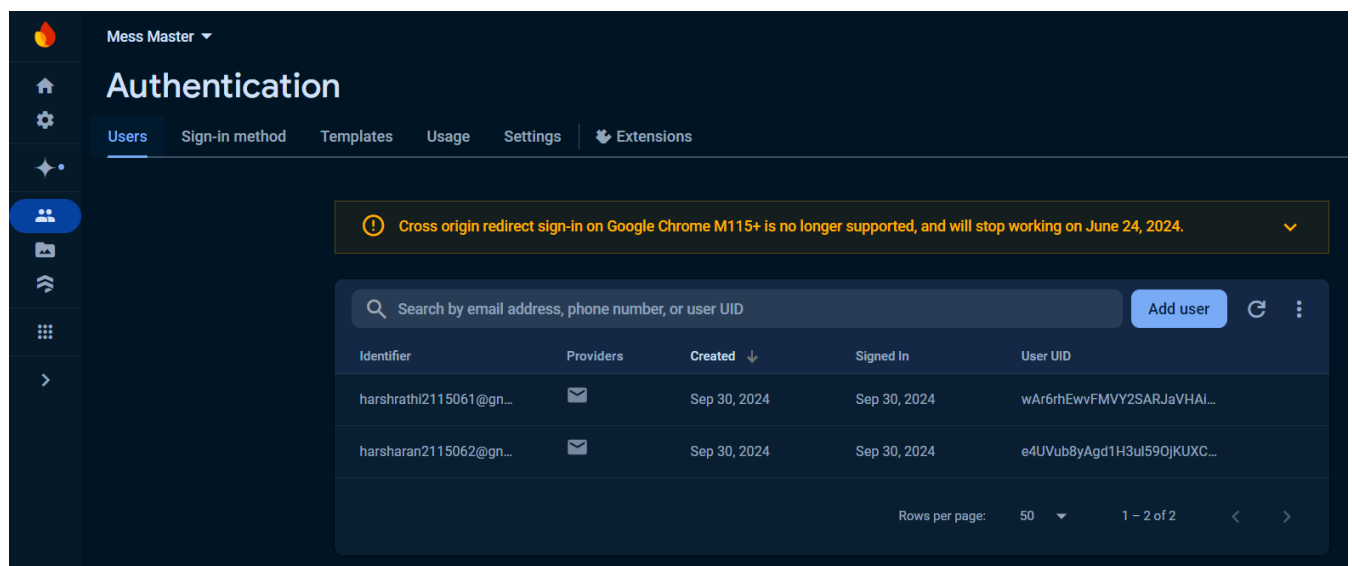 Mess Master
Authentication
Users Sign-in method Templates Usage Settings Extensions
Cross origin redirect sign-in on Google Chrome M115+ is no longer supported, and will stop working on June 24, 2024.
Search by email address, phone number, or user UID Add user
Identifier Providers Created Signed In User UID
harshrathi2115061@gn... Sep 30, 2024 Sep 30, 2024 wAr6rhEwvFMVY2SARJaVHAi...
harsharan2115062@gn... Sep 30, 2024 Sep 30, 2024 e4UVub8yAgd1H3ul59OjKUXC...
Rows per page: 50 1 – 2 of 2